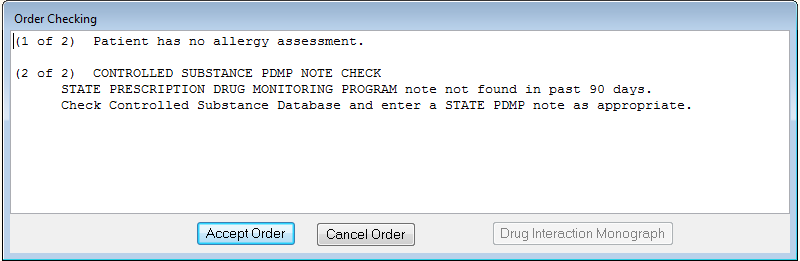 Order Checking
(1 of 2)  Patient has no allergy assessment.
(2 of 2)  CONTROLLED SUBSTANCE PDMP NOTE CHECK
STATE PRESCRIPTION DRUG MONITORING PROGRAM note not found in past 90 days.
Check Controlled Substance Database and enter a STATE PDMP note as appropriate.
Accept Order Cancel Order Drug Interaction Monograph